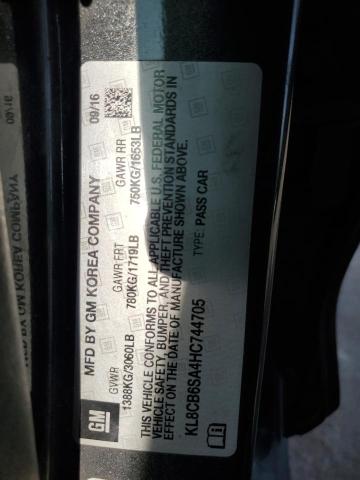 GM
MFD BY GM KOREA COMPANY 09/16
GVWR GAWR FRT GAWR RR
1388KG/3060LB 780KG/1719LB 750KG/1653LB
THIS VEHICLE CONFORMS TO ALL APPLICABLE U.S. FEDERAL MOTOR
VEHICLE SAFETY, BUMPER, AND THEFT PREVENTION STANDARDS IN
EFFECT ON THE DATE OF MANUFACTURE SHOWN ABOVE.
KL8CB6SA4HC744705 TYPE: PASS CAR